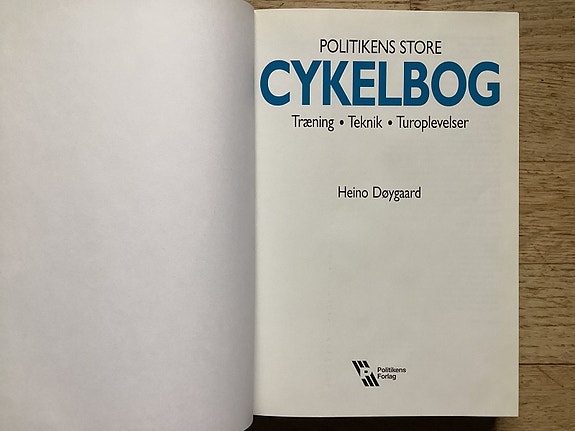 POLITIKENS STORE
CYKELBOG
Træning • Teknik • Turoplevelser
Heino Døygaard
Politikens
Forlag